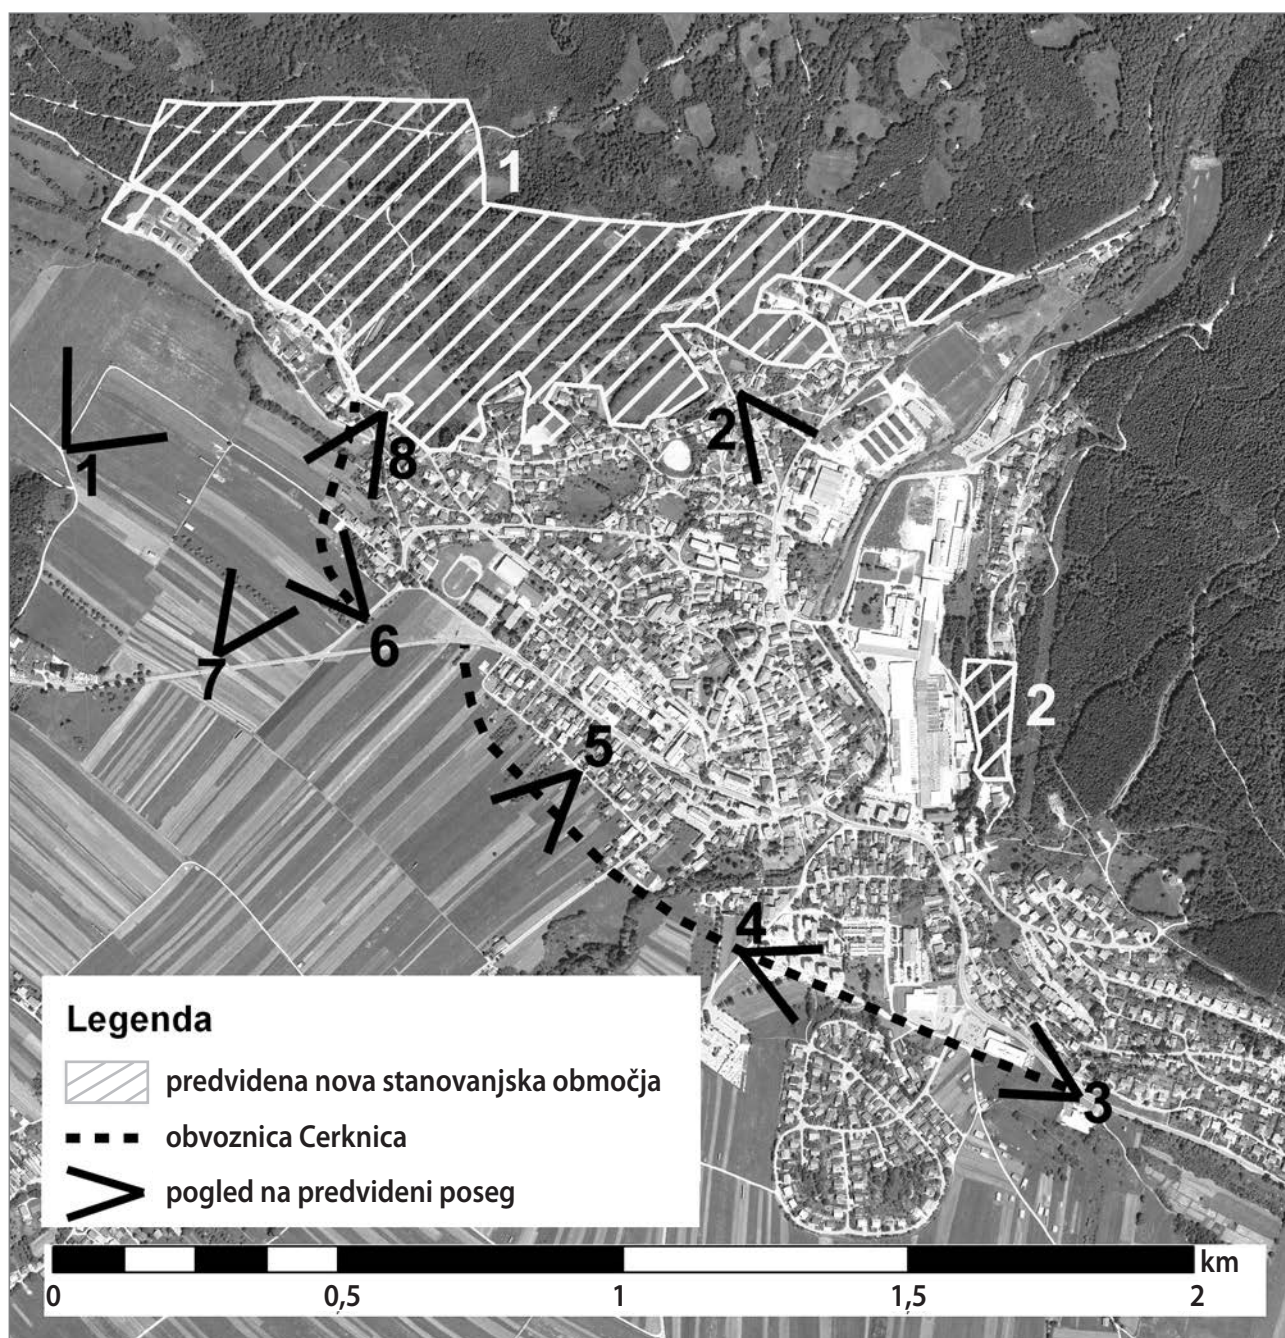 1
2
1
8
6
7
2
5
4
3
Legenda
predvidena nova stanovanjska območja
obvoznica Cerknica
pogled na predvideni poseg
km
0 0,5 1 1,5 2